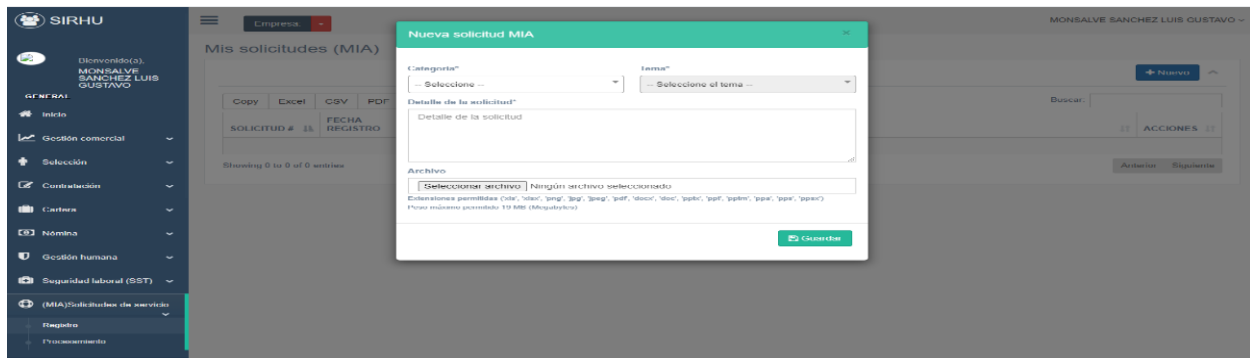 SIRHU
Empresa:
MONSALVE SANCHEZ LUIS GUSTAVO
Bienvenido(a),
MONSALVE
SANCHEZ LUIS
GUSTAVO
GENERAL
Inicio
Gestión comercial
Selección
Contratación
Cartera
Nómina
Gestión humana
Seguridad laboral (SST)
(MIA)Solicitudes de servicio
Registro
Procesamiento
Mis solicitudes (MIA)
+ Nuevo
Copy Excel CSV PDF
Buscar:
SOLICITUD #
FECHA
REGISTRO
ACCIONES
Showing 0 to 0 of 0 entries
Anterior Siguiente
Nueva solicitud MIA
×
Categoria* Tema*
-- Seleccione -- -- Seleccione el tema --
Detalle de la solicitud*
Detalle de la solicitud
Archivo
Seleccionar archivo Ningún archivo seleccionado
Extensiones permitidas ('xls', 'xlsx', 'png', 'jpg', 'jpeg', 'pdf', 'docx', 'doc', 'pptx', 'ppt', 'pptm', 'ppa', 'pps', 'ppsx')
Peso máximo permitido 19 MB (Megabytes)
Guardar